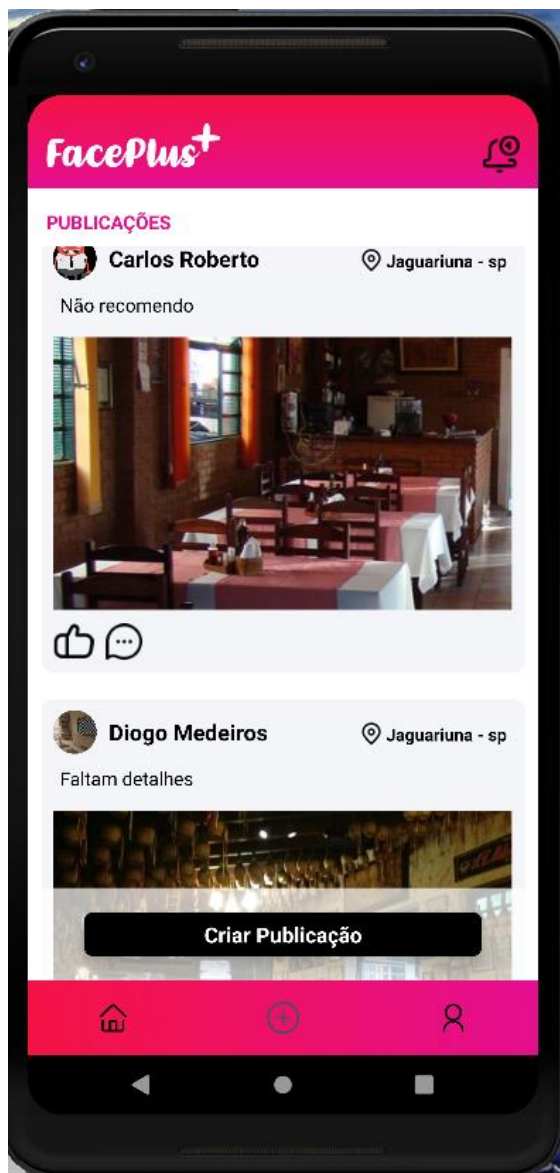 FacePlus+
PUBLICAÇÕES
Carlos Roberto
Jaguariuna - sp
Não recomendo
Diogo Medeiros
Jaguariuna - sp
Faltam detalhes
Criar Publicação